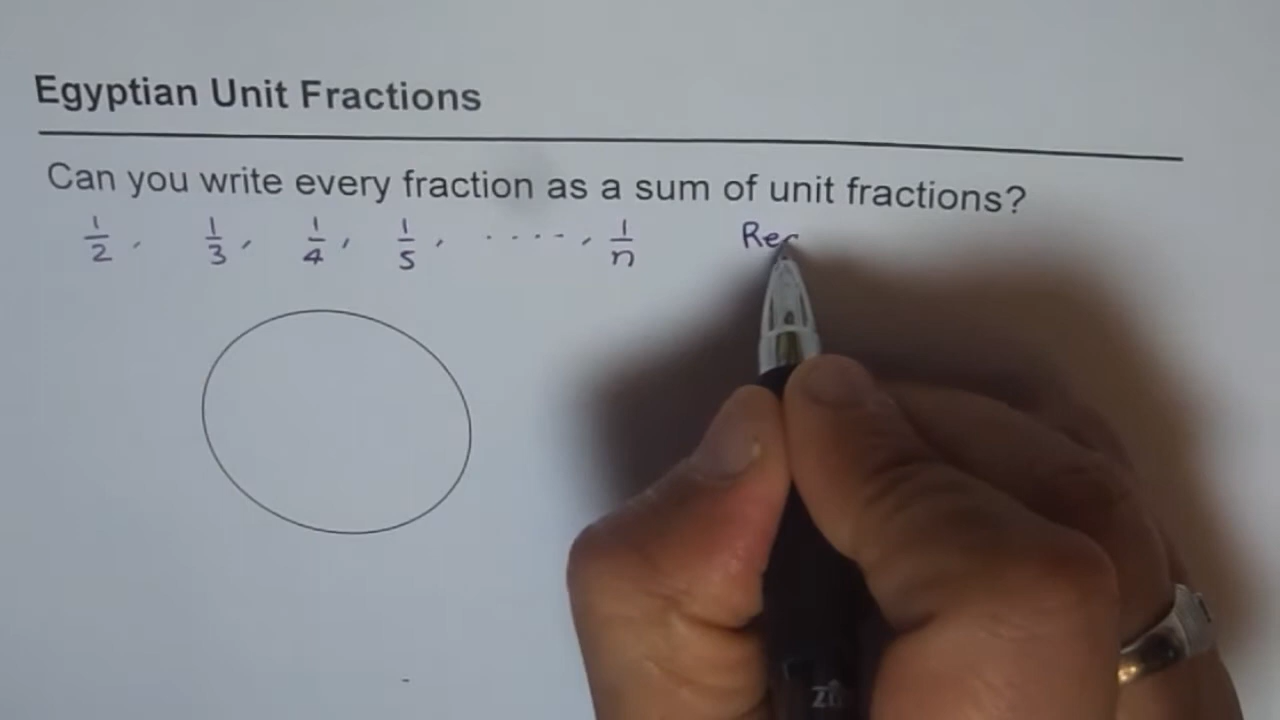 Egyptian Unit Fractions
Can you write every fraction as a sum of unit fractions?
1/2, 1/3, 1/4, 1/5, ····, 1/n Rec